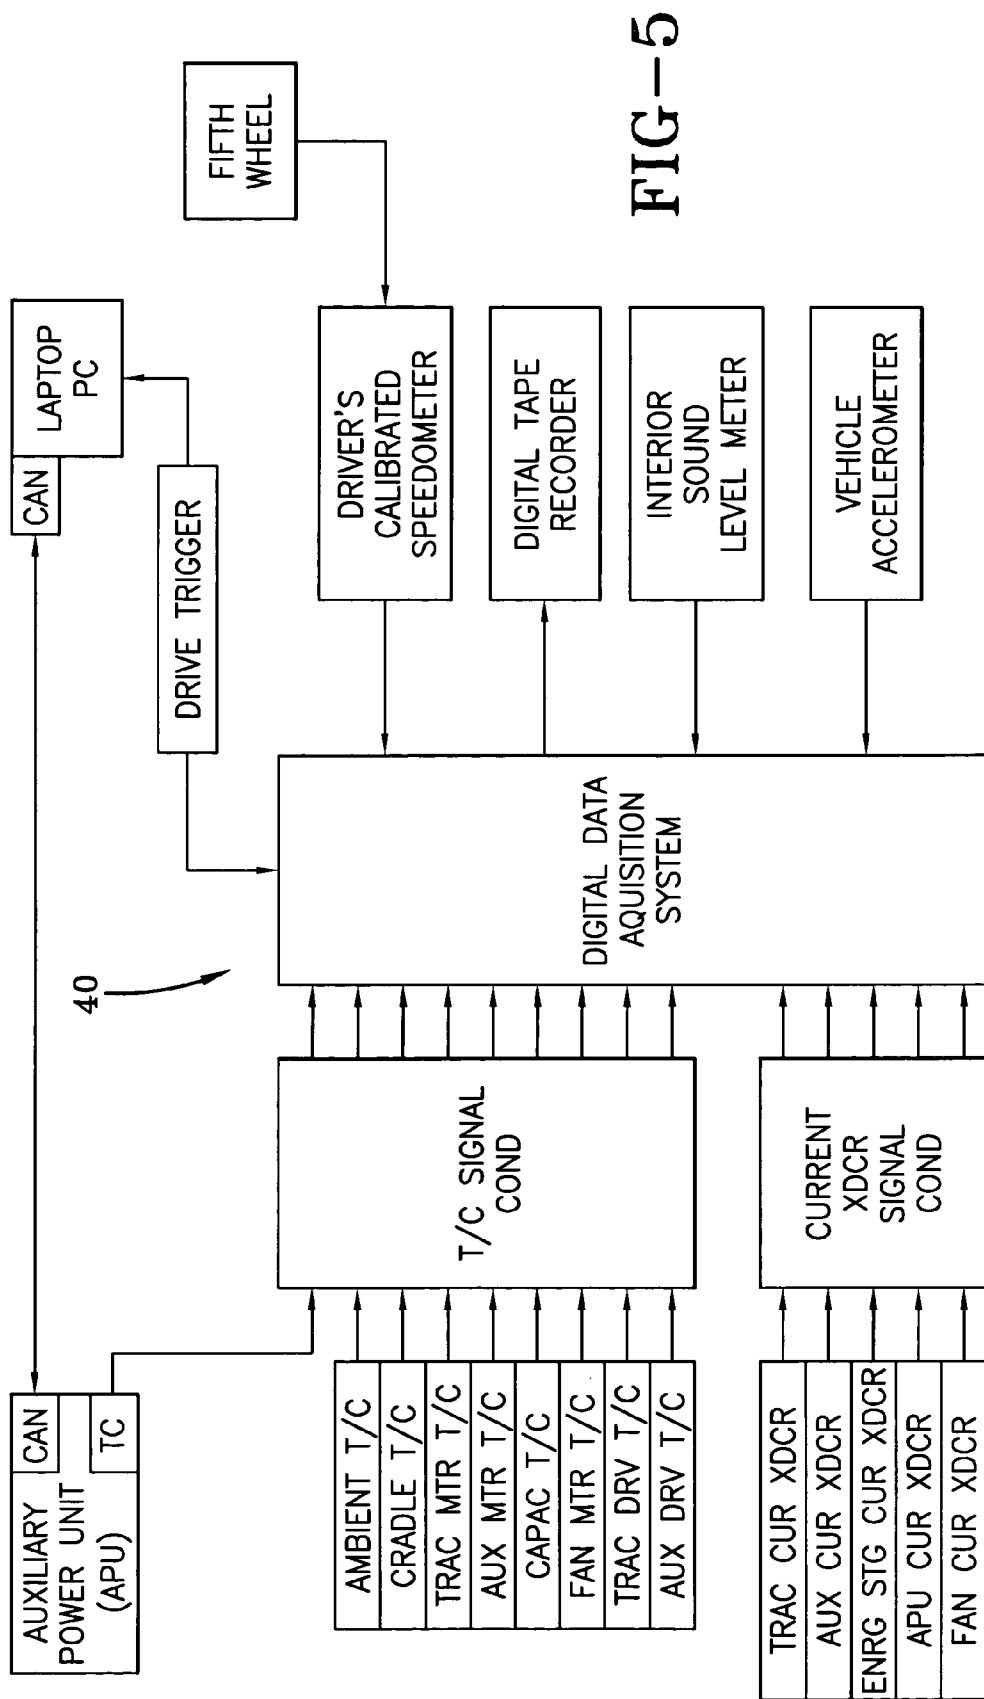 AUXILIARY
POWER UNIT
(APU)
CAN
TC
CAN
LAPTOP
PC
DRIVE TRIGGER
FIFTH
WHEEL
40
AMBIENT T/C
CRADLE T/C
TRAC MTR T/C
AUX MTR T/C
CAPAC T/C
FAN MTR T/C
TRAC DRV T/C
AUX DRV T/C
T/C SIGNAL
COND
TRAC CUR XDCR
AUX CUR XDCR
ENRG STG CUR XDCR
APU CUR XDCR
FAN CUR XDCR
CURRENT
XDCR
SIGNAL
COND
DIGITAL DATA
AQUISITION
SYSTEM
DRIVER'S
CALIBRATED
SPEEDOMETER
DIGITAL TAPE
RECORDER
INTERIOR
SOUND
LEVEL METER
VEHICLE
ACCELEROMETER
FIG-5